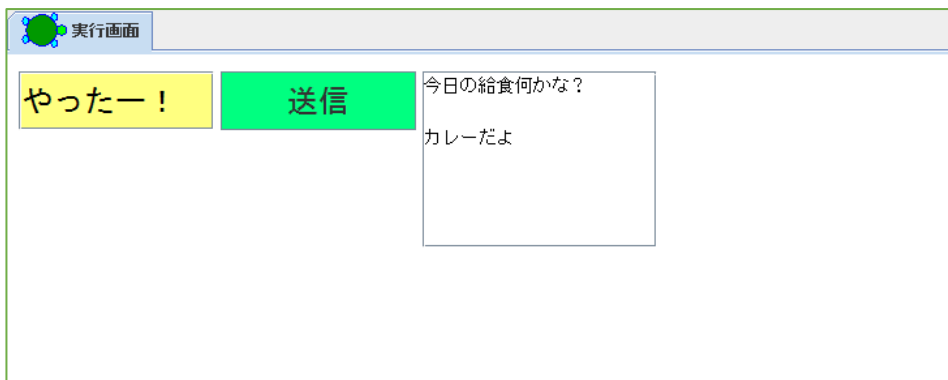 実行画面
やったー！
送信
今日の給食何かな？
カレーだよ